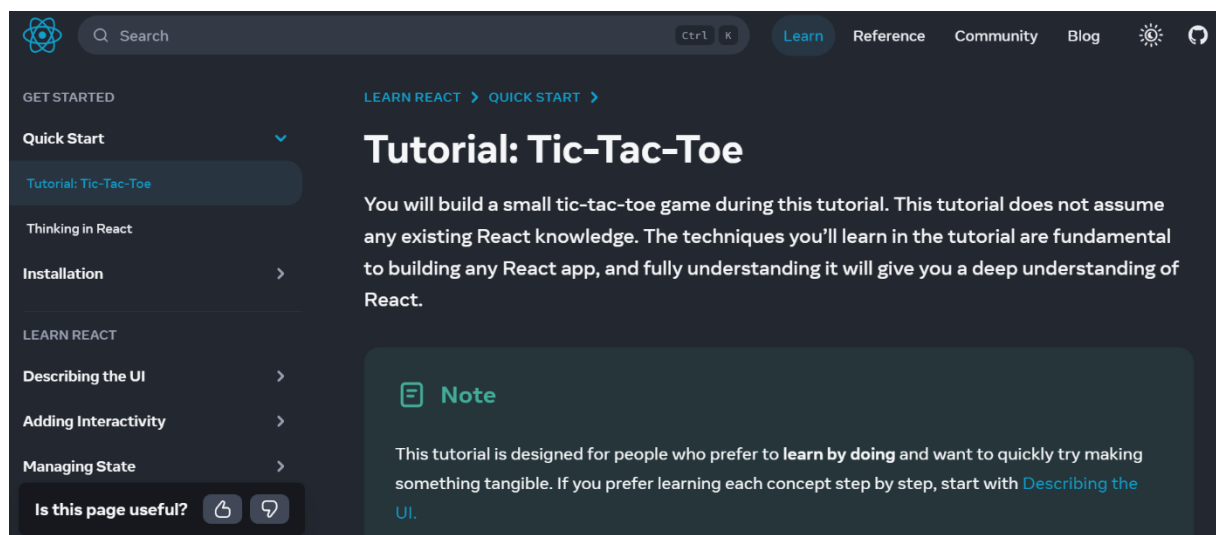 Search
Ctrl K
Learn
Reference
Community
Blog
GET STARTED
Quick Start
Tutorial: Tic-Tac-Toe
Thinking in React
Installation
LEARN REACT
Describing the UI
Adding Interactivity
Managing State
Is this page useful?
LEARN REACT
QUICK START
Tutorial: Tic-Tac-Toe
You will build a small tic-tac-toe game during this tutorial. This tutorial does not assume
any existing React knowledge. The techniques you’ll learn in the tutorial are fundamental
to building any React app, and fully understanding it will give you a deep understanding of
React.
Note
This tutorial is designed for people who prefer to learn by doing and want to quickly try making
something tangible. If you prefer learning each concept step by step, start with Describing the
UI.